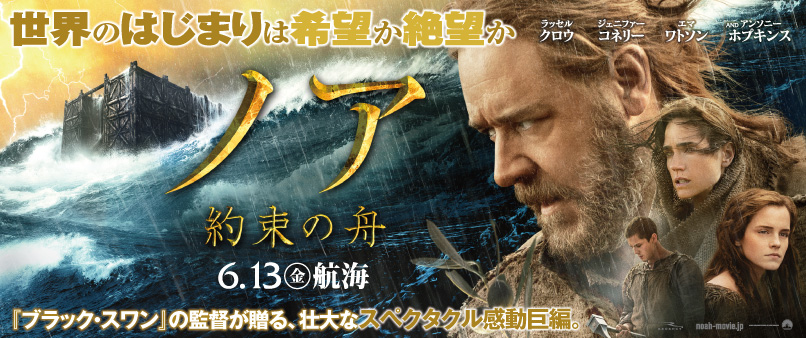 世界のはじまりは希望か絶望か
ラッセル クロウ
ジェニファー コネリー
エマ ワトソン
AND アンソニー ホプキンス
ノア
約束の舟
6.13㊎航海
『ブラック・スワン』の監督が贈る、壮大なスペクタクル感動巨編。
noah-movie.jp